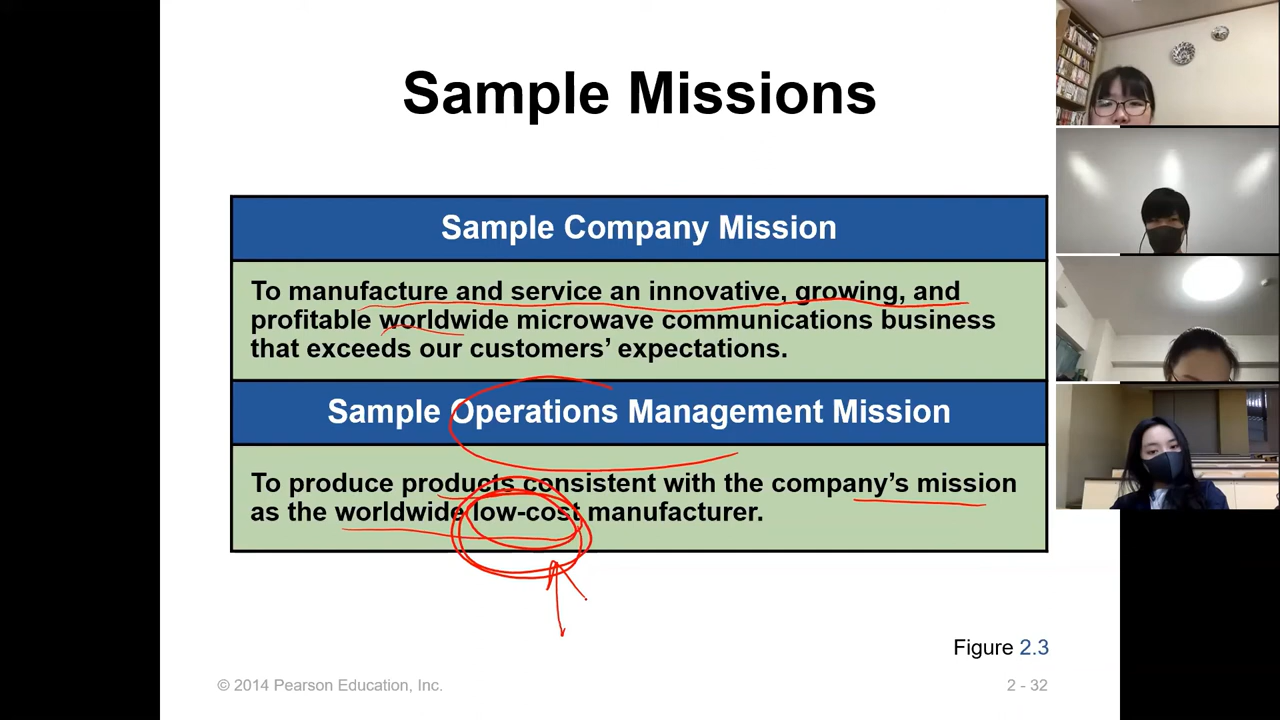 Sample Missions
Sample Company Mission
To manufacture and service an innovative, growing, and
profitable worldwide microwave communications business
that exceeds our customers’ expectations.
Sample Operations Management Mission
To produce products consistent with the company’s mission
as the worldwide low-cost manufacturer.
Figure 2.3
© 2014 Pearson Education, Inc.
2 - 32